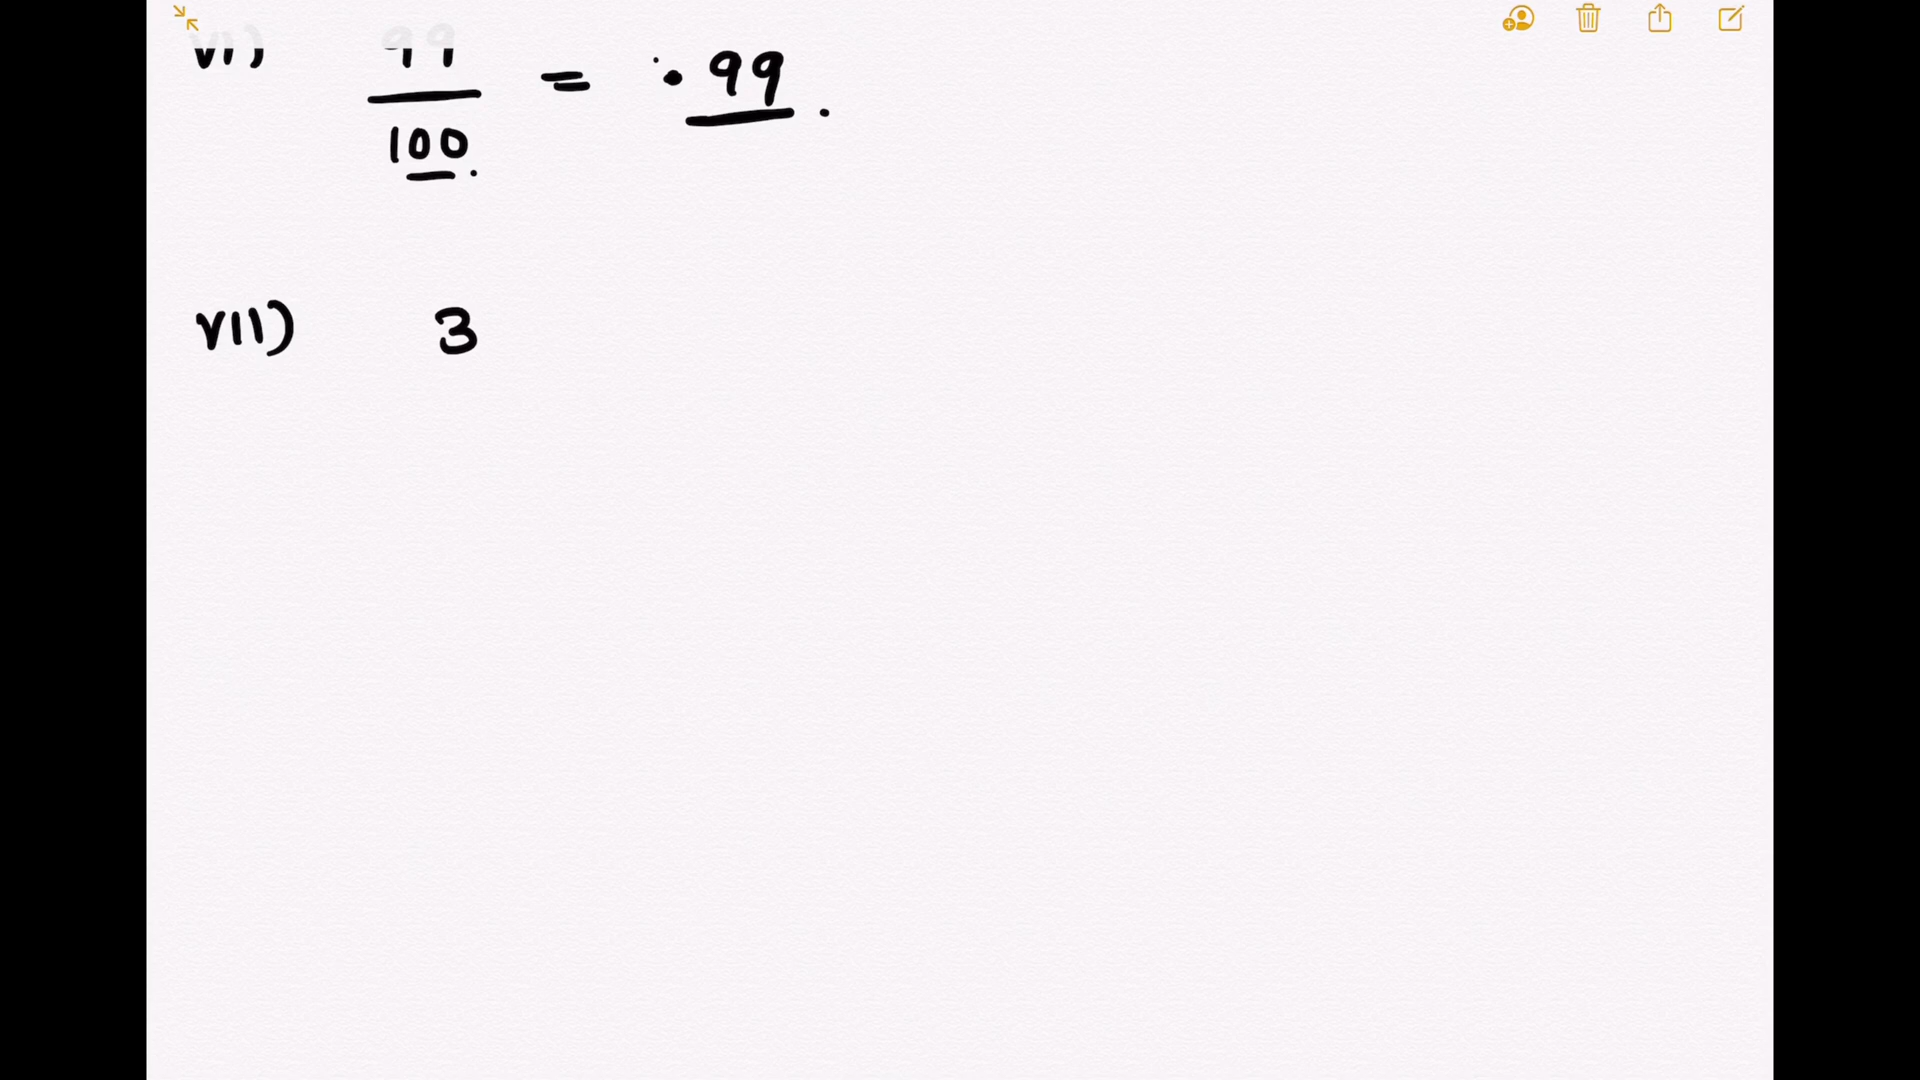 vi) 99/100. = .99.
vii) 3